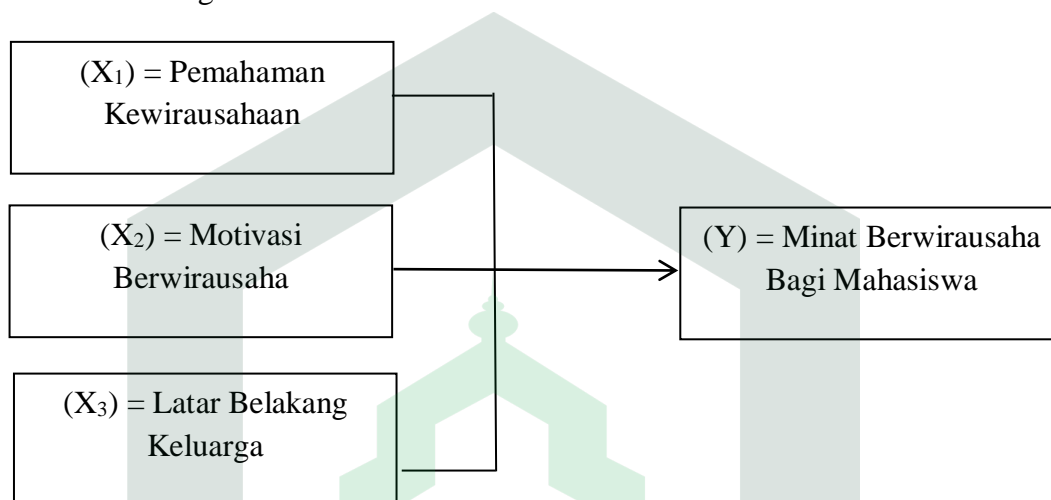 (X₁) = Pemahaman
Kewirausahaan
(X₂) = Motivasi
Berwirausaha
(Y) = Minat Berwirausaha
Bagi Mahasiswa
(X₃) = Latar Belakang
Keluarga